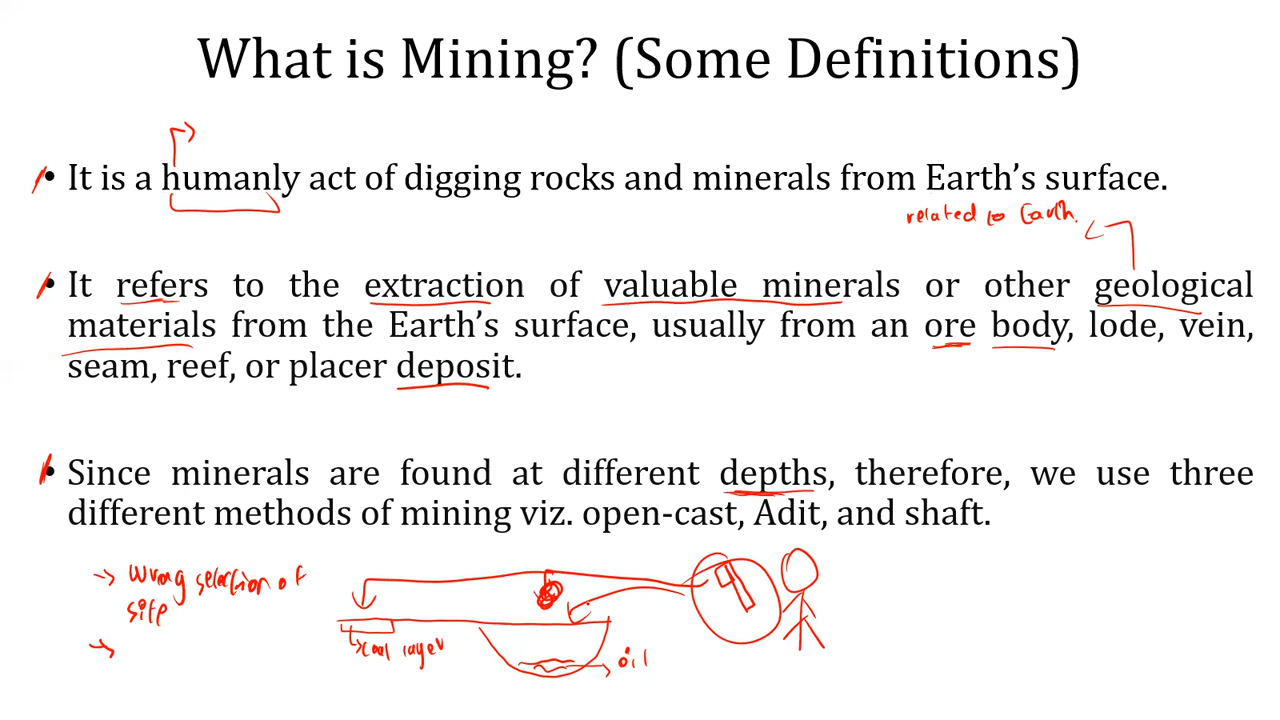 What is Mining? (Some Definitions)
• It is a humanly act of digging rocks and minerals from Earth's surface.
related to Earth.
• It refers to the extraction of valuable minerals or other geological
materials from the Earth's surface, usually from an ore body, lode, vein,
seam, reef, or placer deposit.
• Since minerals are found at different depths, therefore, we use three
different methods of mining viz. open-cast, Adit, and shaft.
→ Wrong selection of
site
→
coal layer
oil